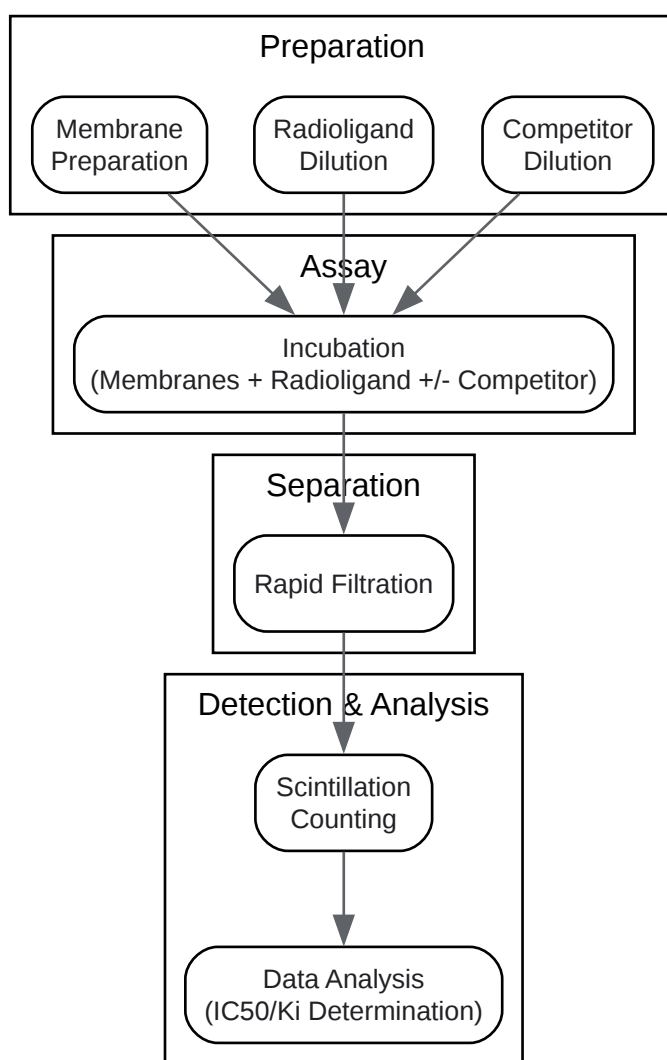 Preparation
Membrane
Preparation
Radioligand
Dilution
Competitor
Dilution
Assay
Incubation
(Membranes + Radioligand +/- Competitor)
Separation
Rapid Filtration
Detection & Analysis
Scintillation
Counting
Data Analysis
(IC50/Ki Determination)